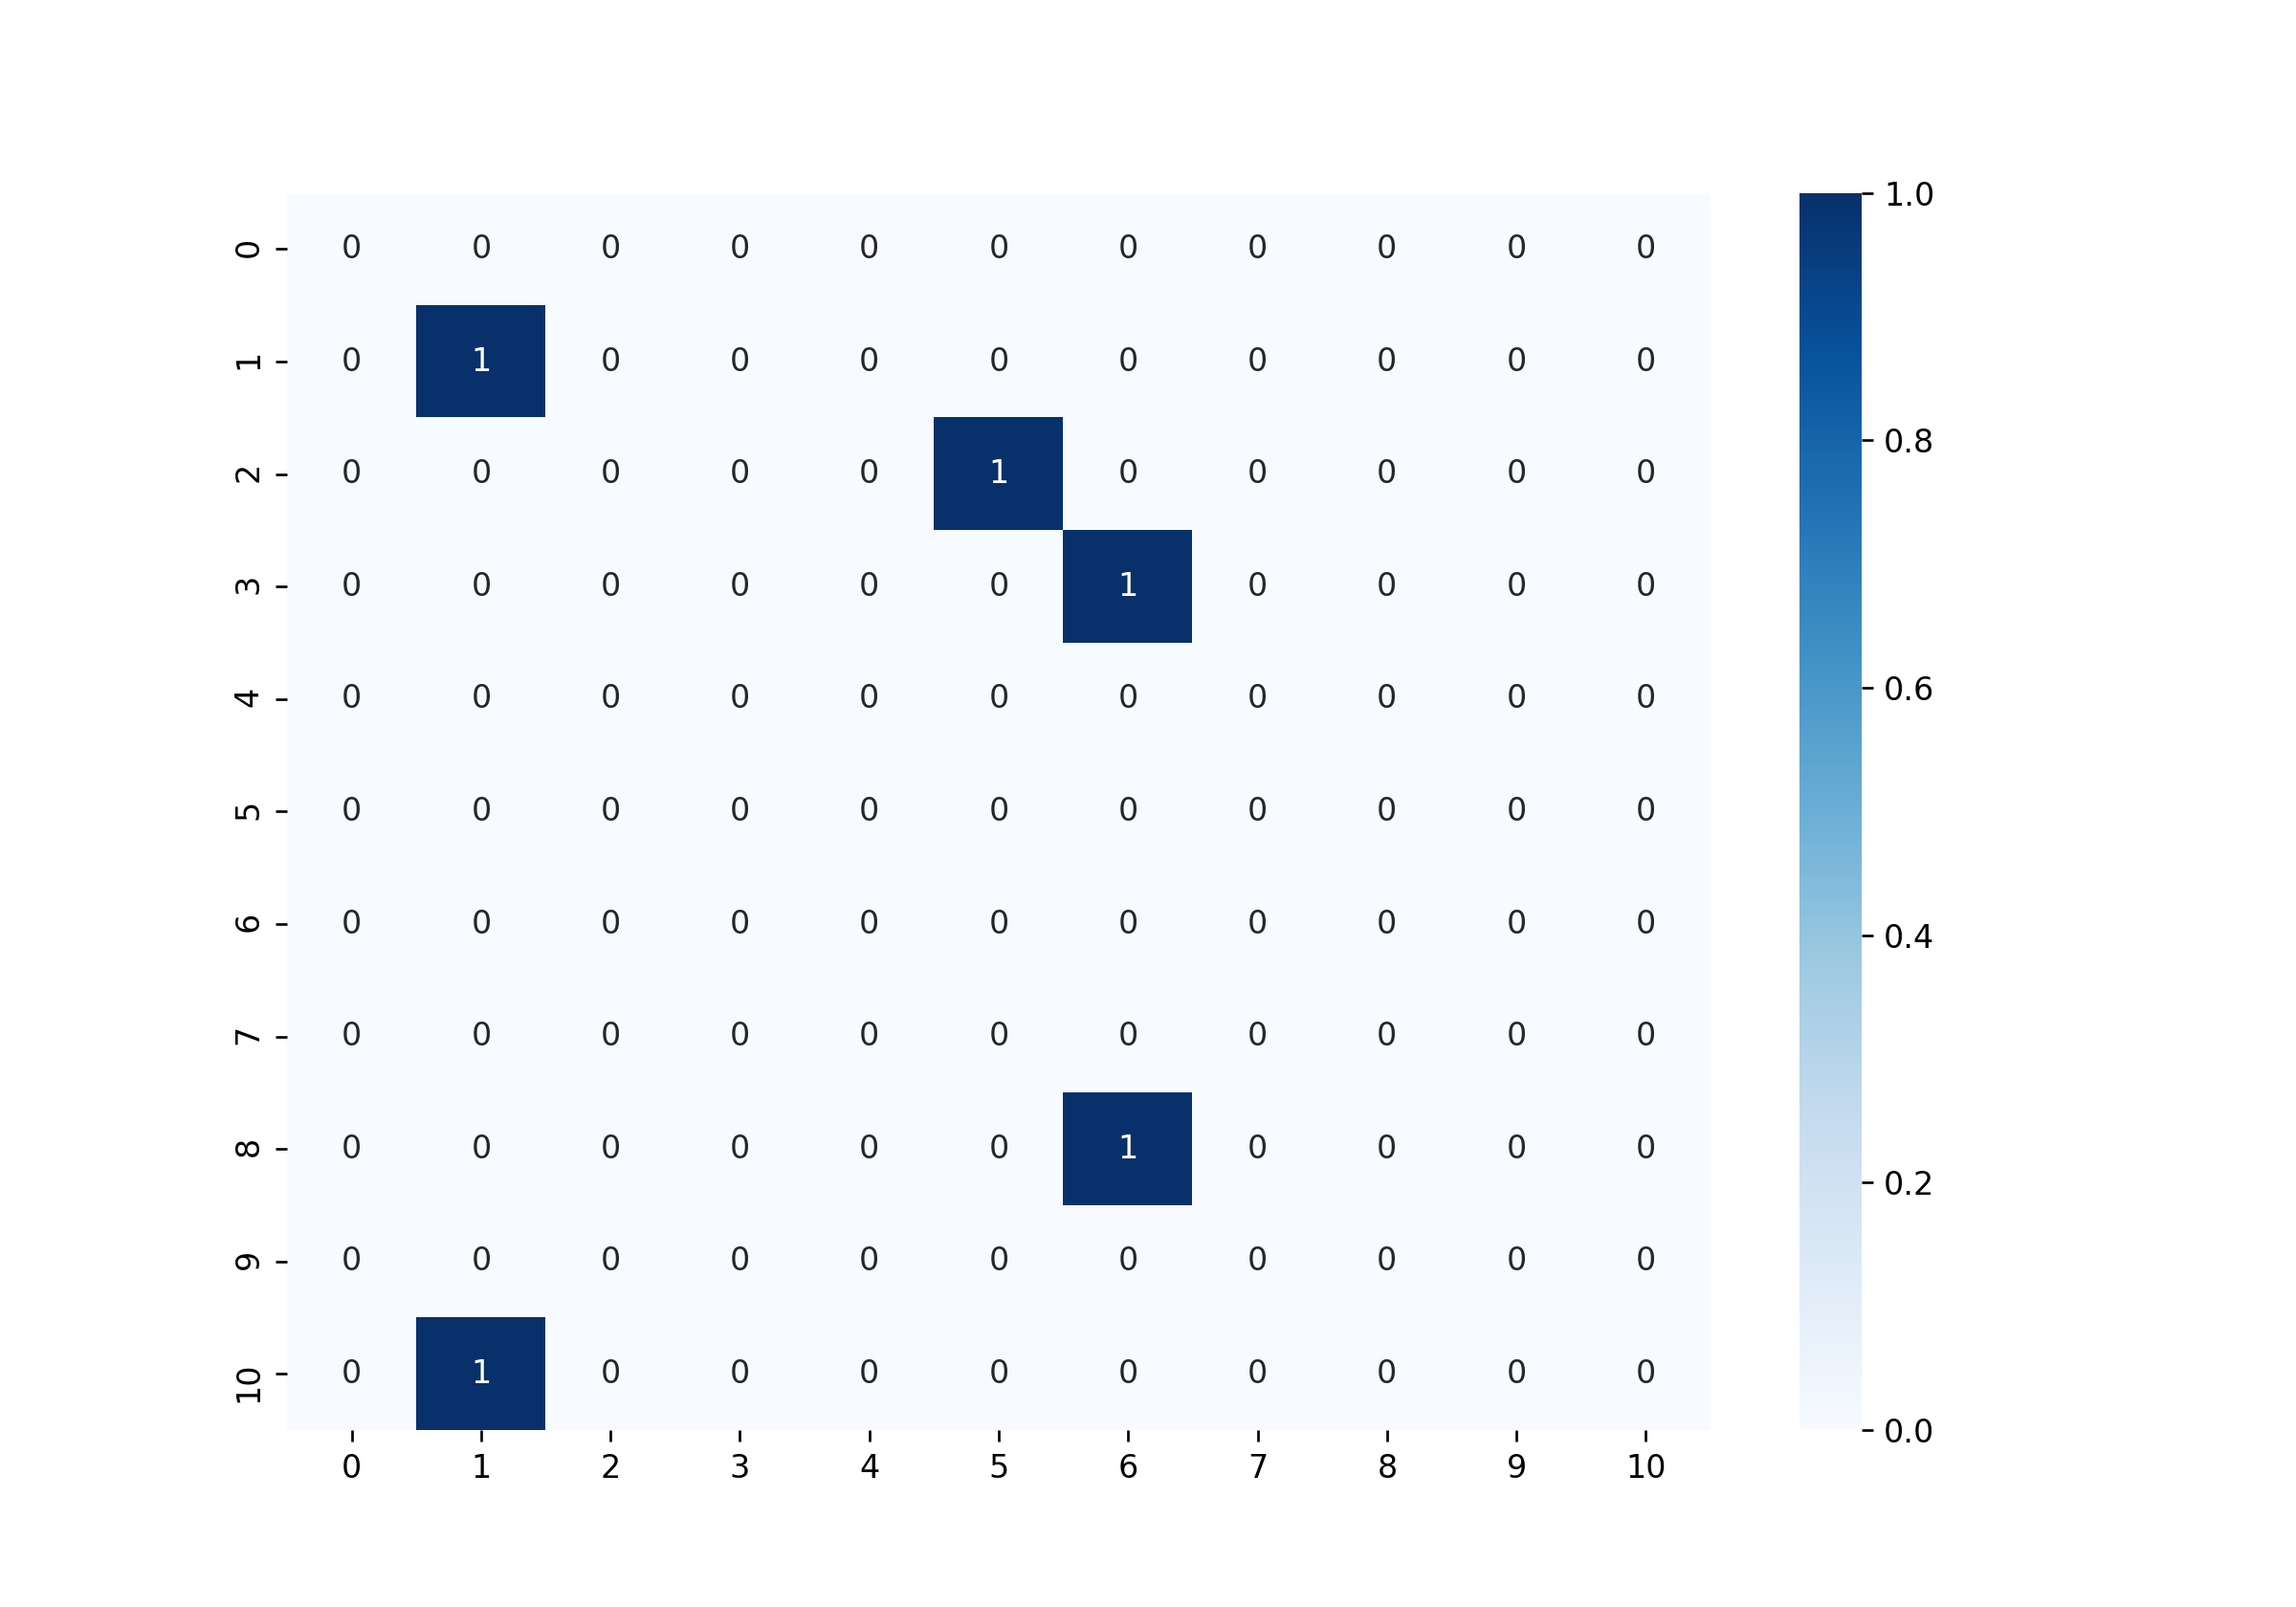 0 0 0 0 0 0 0 0 0 0 0 0
1 0 1 0 0 0 0 0 0 0 0 0
2 0 0 0 0 0 1 0 0 0 0 0
3 0 0 0 0 0 0 1 0 0 0 0
4 0 0 0 0 0 0 0 0 0 0 0
5 0 0 0 0 0 0 0 0 0 0 0
6 0 0 0 0 0 0 0 0 0 0 0
7 0 0 0 0 0 0 0 0 0 0 0
8 0 0 0 0 0 0 1 0 0 0 0
9 0 0 0 0 0 0 0 0 0 0 0
10 0 1 0 0 0 0 0 0 0 0 0
0 1 2 3 4 5 6 7 8 9 10
1.0
0.8
0.6
0.4
0.2
0.0